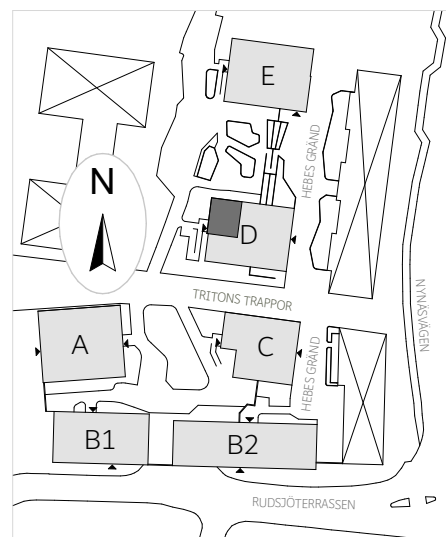 E
HEBES GRÄND
N
D
TRITONS TRAPPOR
NYNÄSVÄGEN
A
C
HEBES GRÄND
B1
B2
RUDSJÖTERRASSEN